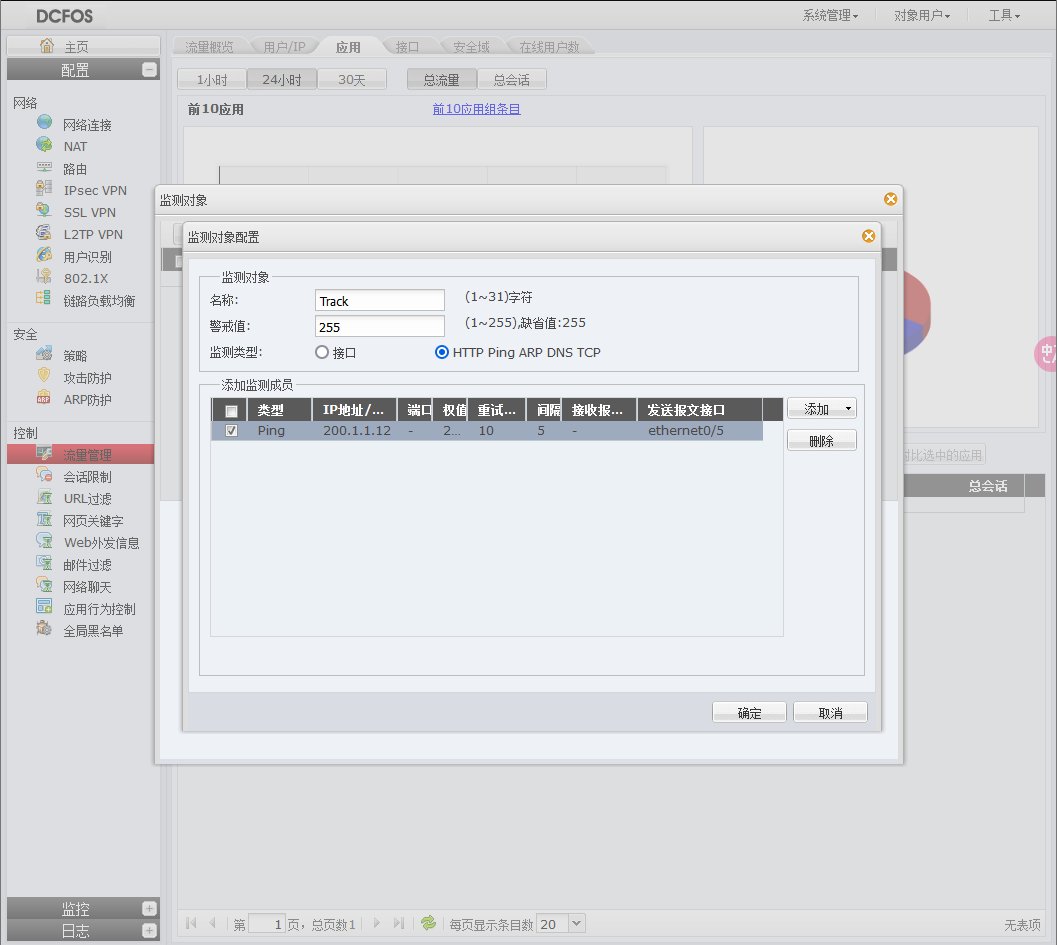 DCFOS
系统管理 对象用户 工具
主页
配置
网络
网络连接
NAT
路由
IPsec VPN
SSL VPN
L2TP VPN
用户识别
802.1X
链路负载均衡
安全
策略
攻击防护
ARP防护
控制
流量管理
会话限制
URL过滤
网页关键字
Web外发信息
邮件过滤
网络聊天
应用行为控制
全局黑名单
监控
日志
流量概览 用户/IP 应用 接口 安全域 在线用户数
1小时 24小时 30天 总流量 总会话
前10应用 前10应用组条目
监测对象
监测对象配置
监测对象
名称: Track (1~31)字符
警戒值: 255 (1~255),缺省值:255
监测类型: 接口 HTTP Ping ARP DNS TCP
添加监测成员
类型 IP地址/... 端口 权值 重试... 间隔 接收报... 发送报文接口
Ping 200.1.1.12 - 2... 10 5 - ethernet0/5
添加
删除
确定 取消
对比选中的应用
总会话
第 1 页，总页数1 每页显示条目数 20 无表项